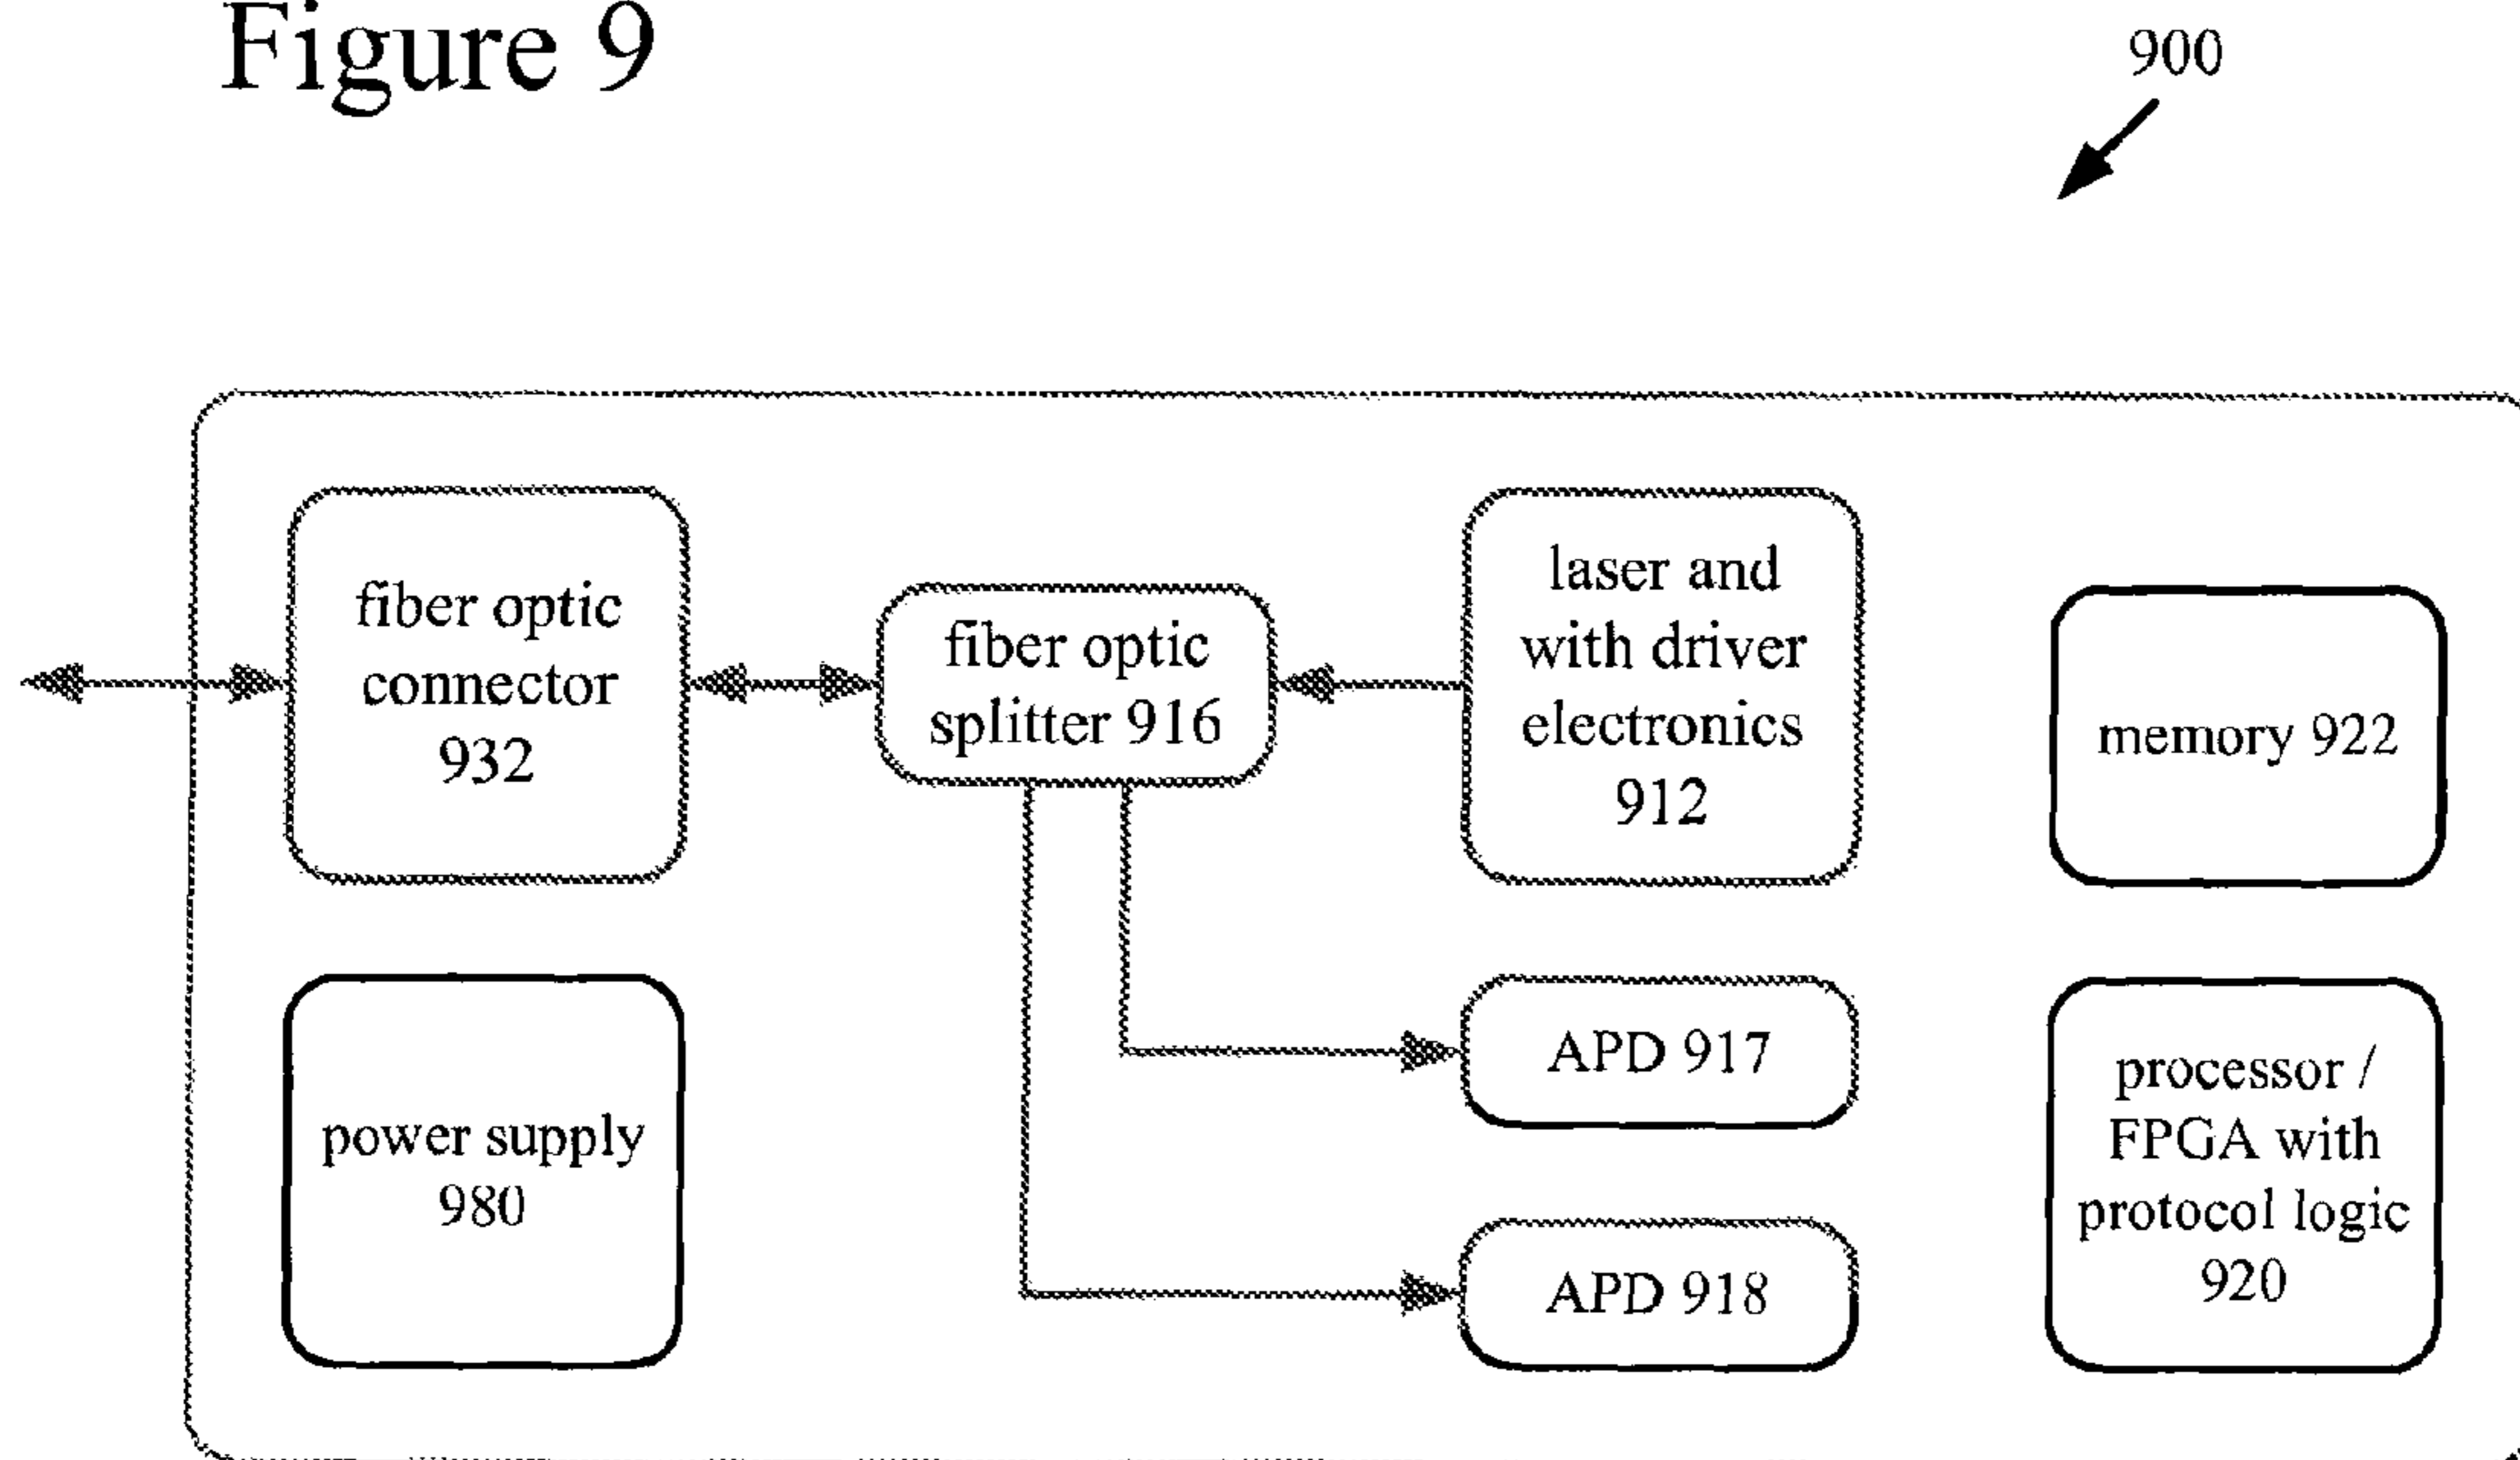 Figure 9
900
fiber optic
connector
932
fiber optic
splitter 916
laser and
with driver
electronics
912
memory 922
power supply
980
APD 917
APD 918
processor /
FPGA with
protocol logic
920